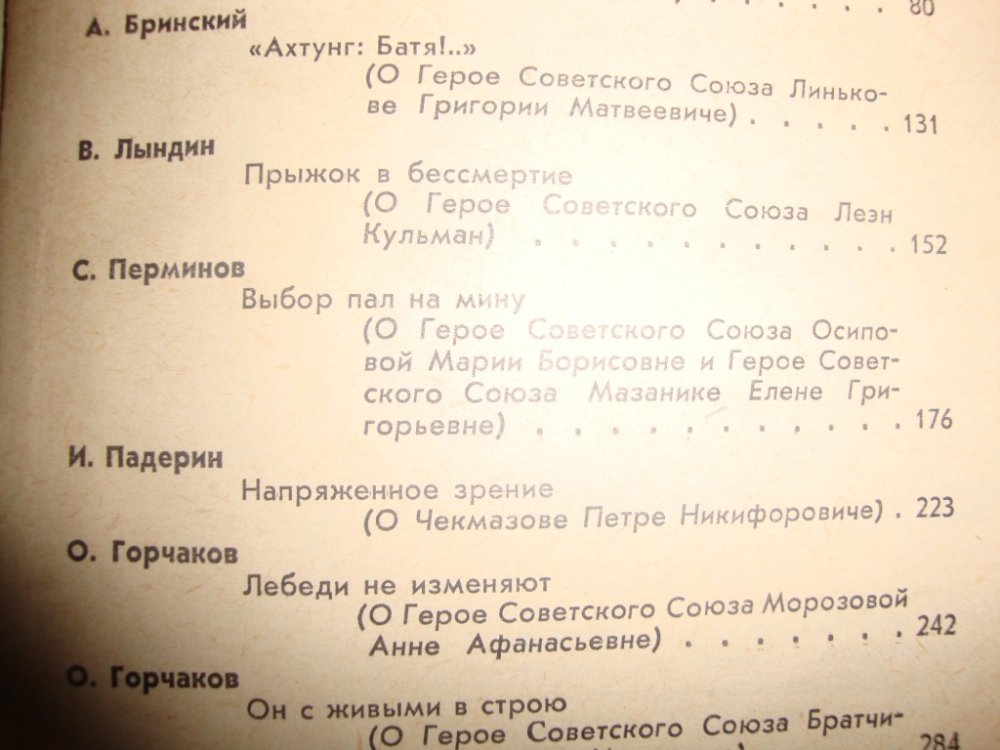 80
А. Бринский
«Ахтунг: Батя!..»
(О Герое Советского Союза Линько-
ве Григории Матвеевиче) . . . . . 131
В. Лындин
Прыжок в бессмертие
(О Герое Советского Союза Леэн
Кульман) . . . . . . . . . . . 152
С. Перминов
Выбор пал на мину
(О Герое Советского Союза Осипо-
вой Марии Борисовне и Герое Совет-
ского Союза Мазанике Елене Гри-
горьевне) . . . . . . . . . . . 176
И. Падерин
Напряженное зрение
(О Чекмазове Петре Никифоровиче) . 223
О. Горчаков
Лебеди не изменяют
(О Герое Советского Союза Морозовой
Анне Афанасьевне) . . . . . . . 242
О. Горчаков
Он с живыми в строю
(О Герое Советского Союза Братчи-
284